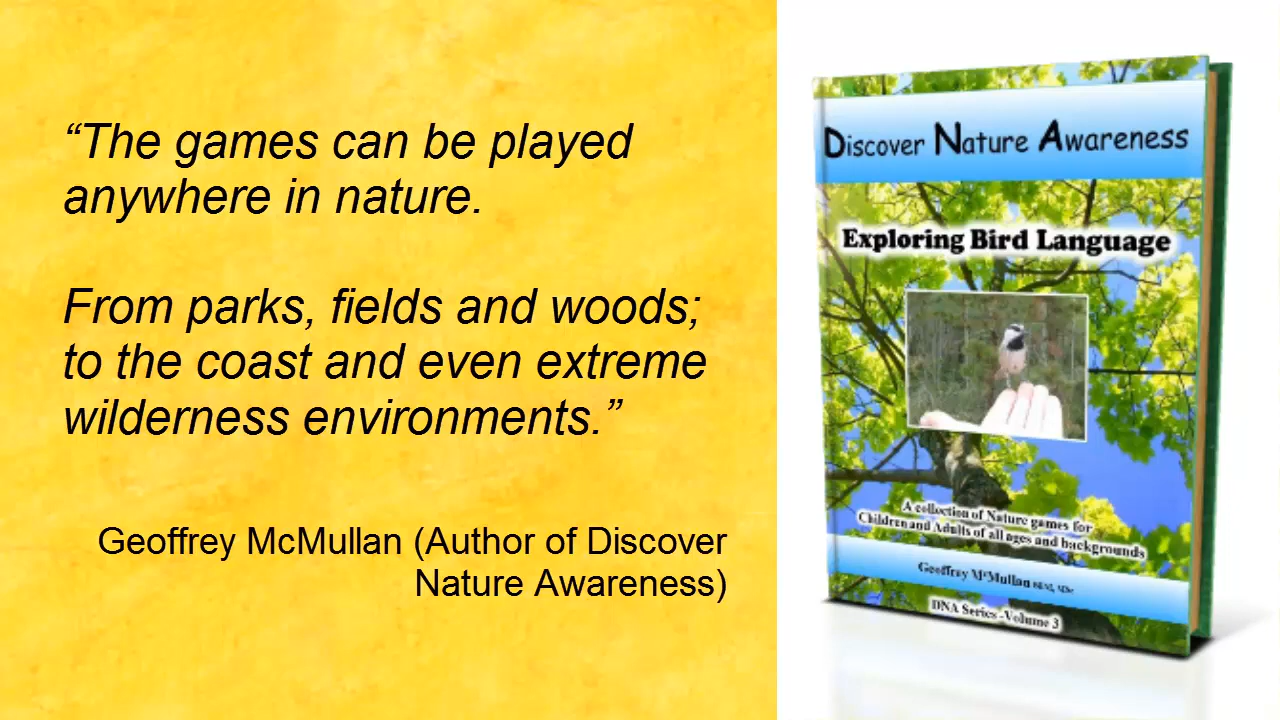 “The games can be played
anywhere in nature.
From parks, fields and woods;
to the coast and even extreme
wilderness environments.”
Geoffrey McMullan (Author of Discover
Nature Awareness)
Discover Nature Awareness
Exploring Bird Language
A collection of Nature games for
Children and Adults of all ages and backgrounds
Geoffrey McMullan
DNA Series -Volume 3